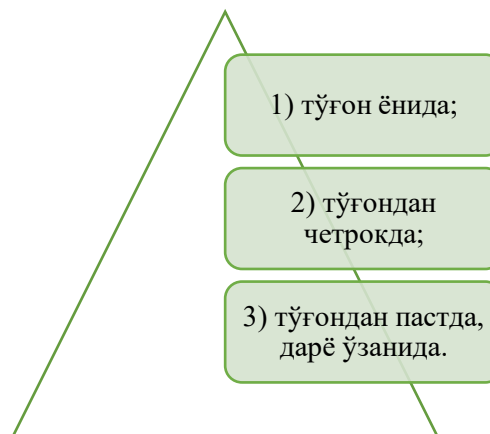 1) тўғон ёнида;
2) тўғондан
четрокда;
3) тўғондан пастда,
дарё ўзанида.